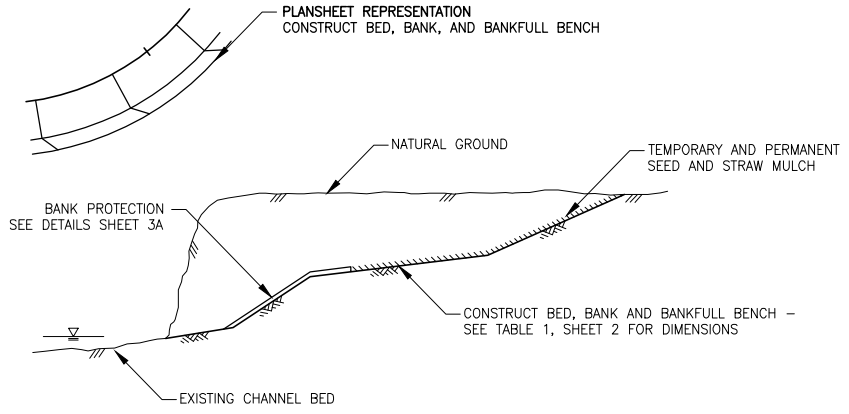 PLANSHEET REPRESENTATION
CONSTRUCT BED, BANK, AND BANKFULL BENCH
NATURAL GROUND
TEMPORARY AND PERMANENT
SEED AND STRAW MULCH
BANK PROTECTION
SEE DETAILS SHEET 3A
CONSTRUCT BED, BANK AND BANKFULL BENCH –
SEE TABLE 1, SHEET 2 FOR DIMENSIONS
EXISTING CHANNEL BED